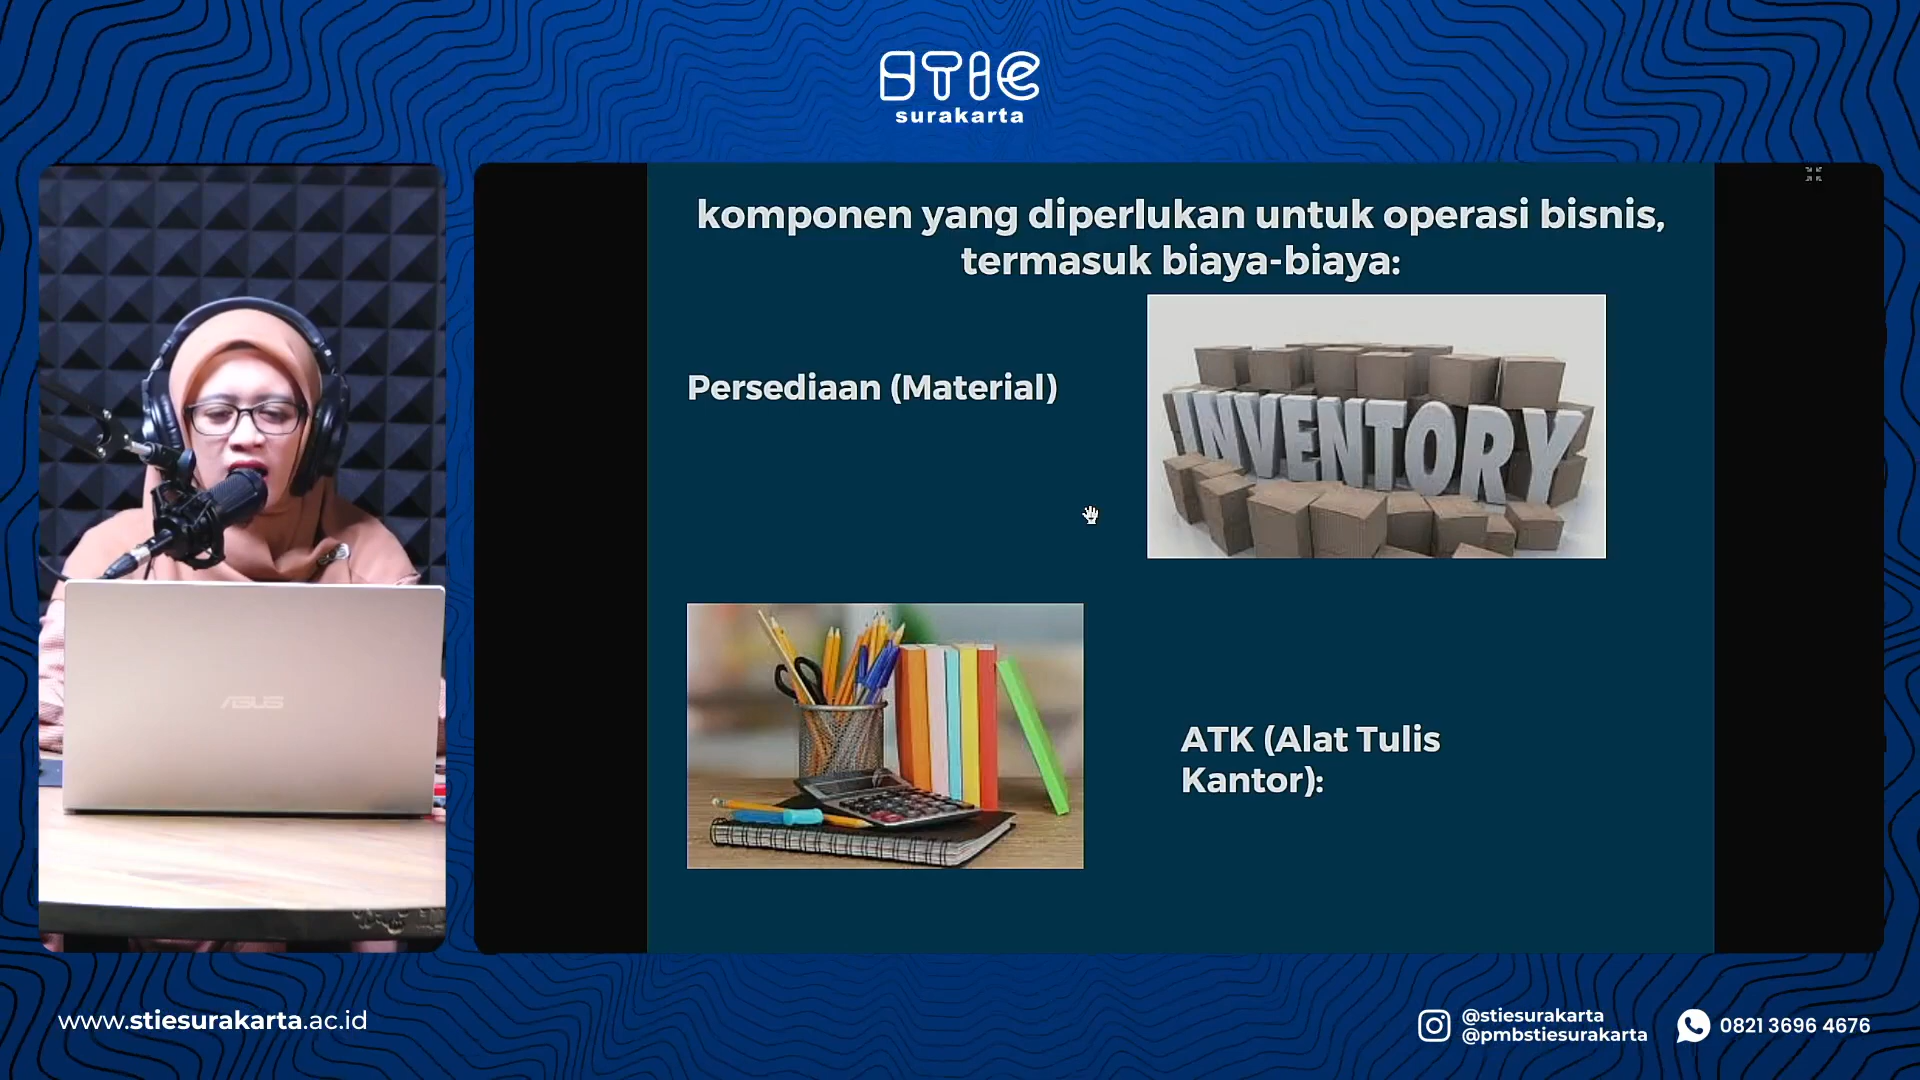 STIE
surakarta
komponen yang diperlukan untuk operasi bisnis,
termasuk biaya-biaya:
Persediaan (Material)
INVENTORY
ATK (Alat Tulis
Kantor):
ASUS
www.stiesurakarta.ac.id
@stiesurakarta
@pmbstiesurakarta
0821 3696 4676